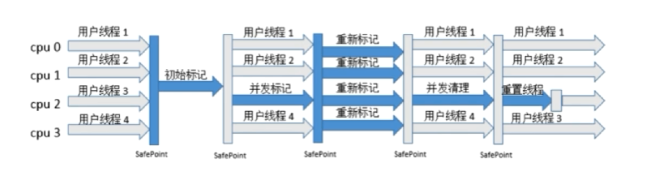 用户线程 1 用户线程 1 重新标记 用户线程 1 用户线程 1
cpu 0
用户线程 2 用户线程 2 重新标记 用户线程 2 用户线程 2
cpu 1 初始标记
用户线程 3 并发标记 重新标记 并发清理 重置线程
cpu 2
用户线程 4 用户线程 4 重新标记 用户线程 4 用户线程 3
cpu 3
SafePoint SafePoint SafePoint SafePoint SafePoint